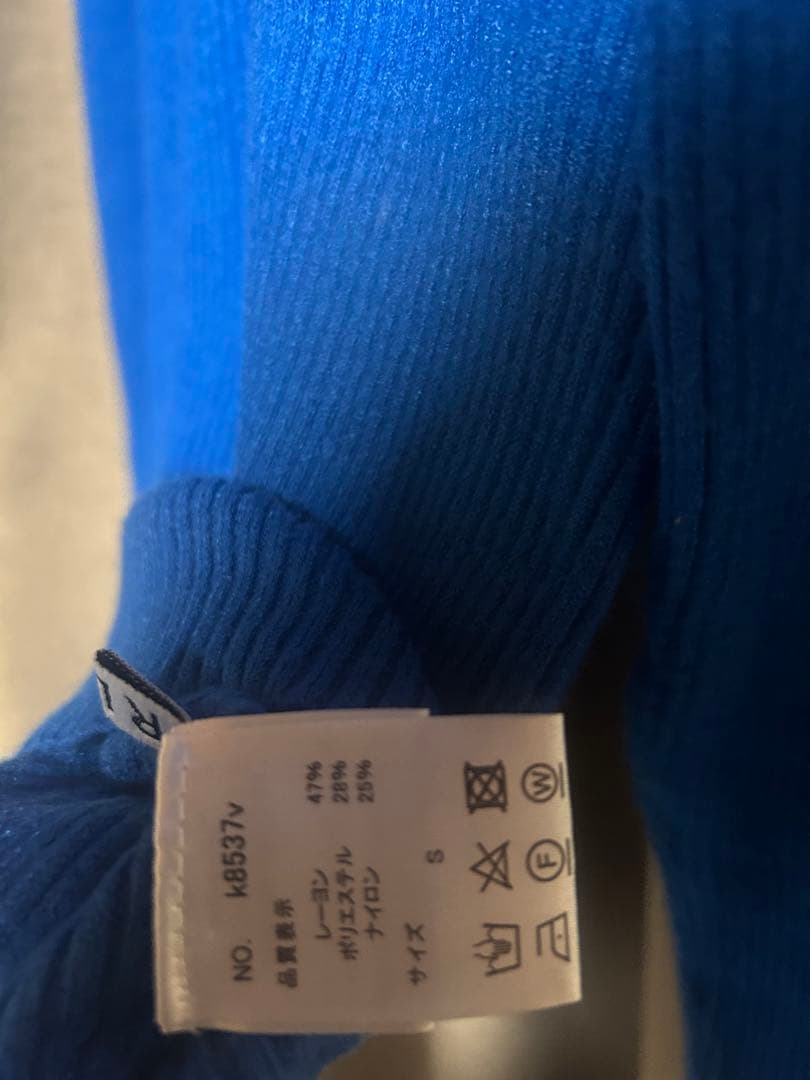 NO. k8537v
品質表示
レーヨン 47%
ポリエステル 28%
ナイロン 25%
サイズ S
F W
R L